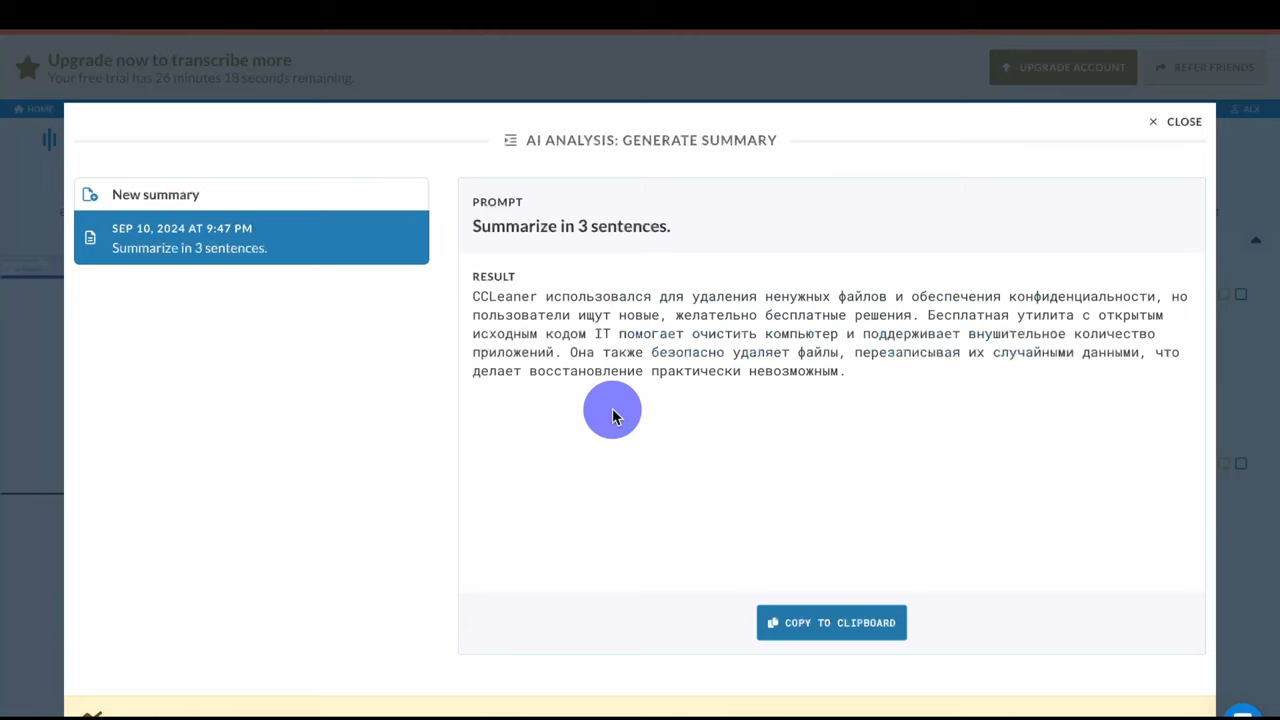 Upgrade now to transcribe more
Your free trial has 26 minutes 18 seconds remaining.
UPGRADE ACCOUNT
REFER FRIENDS
HOME
ALX
CLOSE
AI ANALYSIS: GENERATE SUMMARY
New summary
SEP 10, 2024 AT 9:47 PM
Summarize in 3 sentences.
PROMPT
Summarize in 3 sentences.
RESULT
CCLeaner использовался для удаления ненужных файлов и обеспечения конфиденциальности, но
пользователи ищут новые, желательно бесплатные решения. Бесплатная утилита с открытым
исходным кодом IT помогает очистить компьютер и поддерживает внушительное количество
приложений. Она также безопасно удаляет файлы, перезаписывая их случайными данными, что
делает восстановление практически невозможным.
COPY TO CLIPBOARD